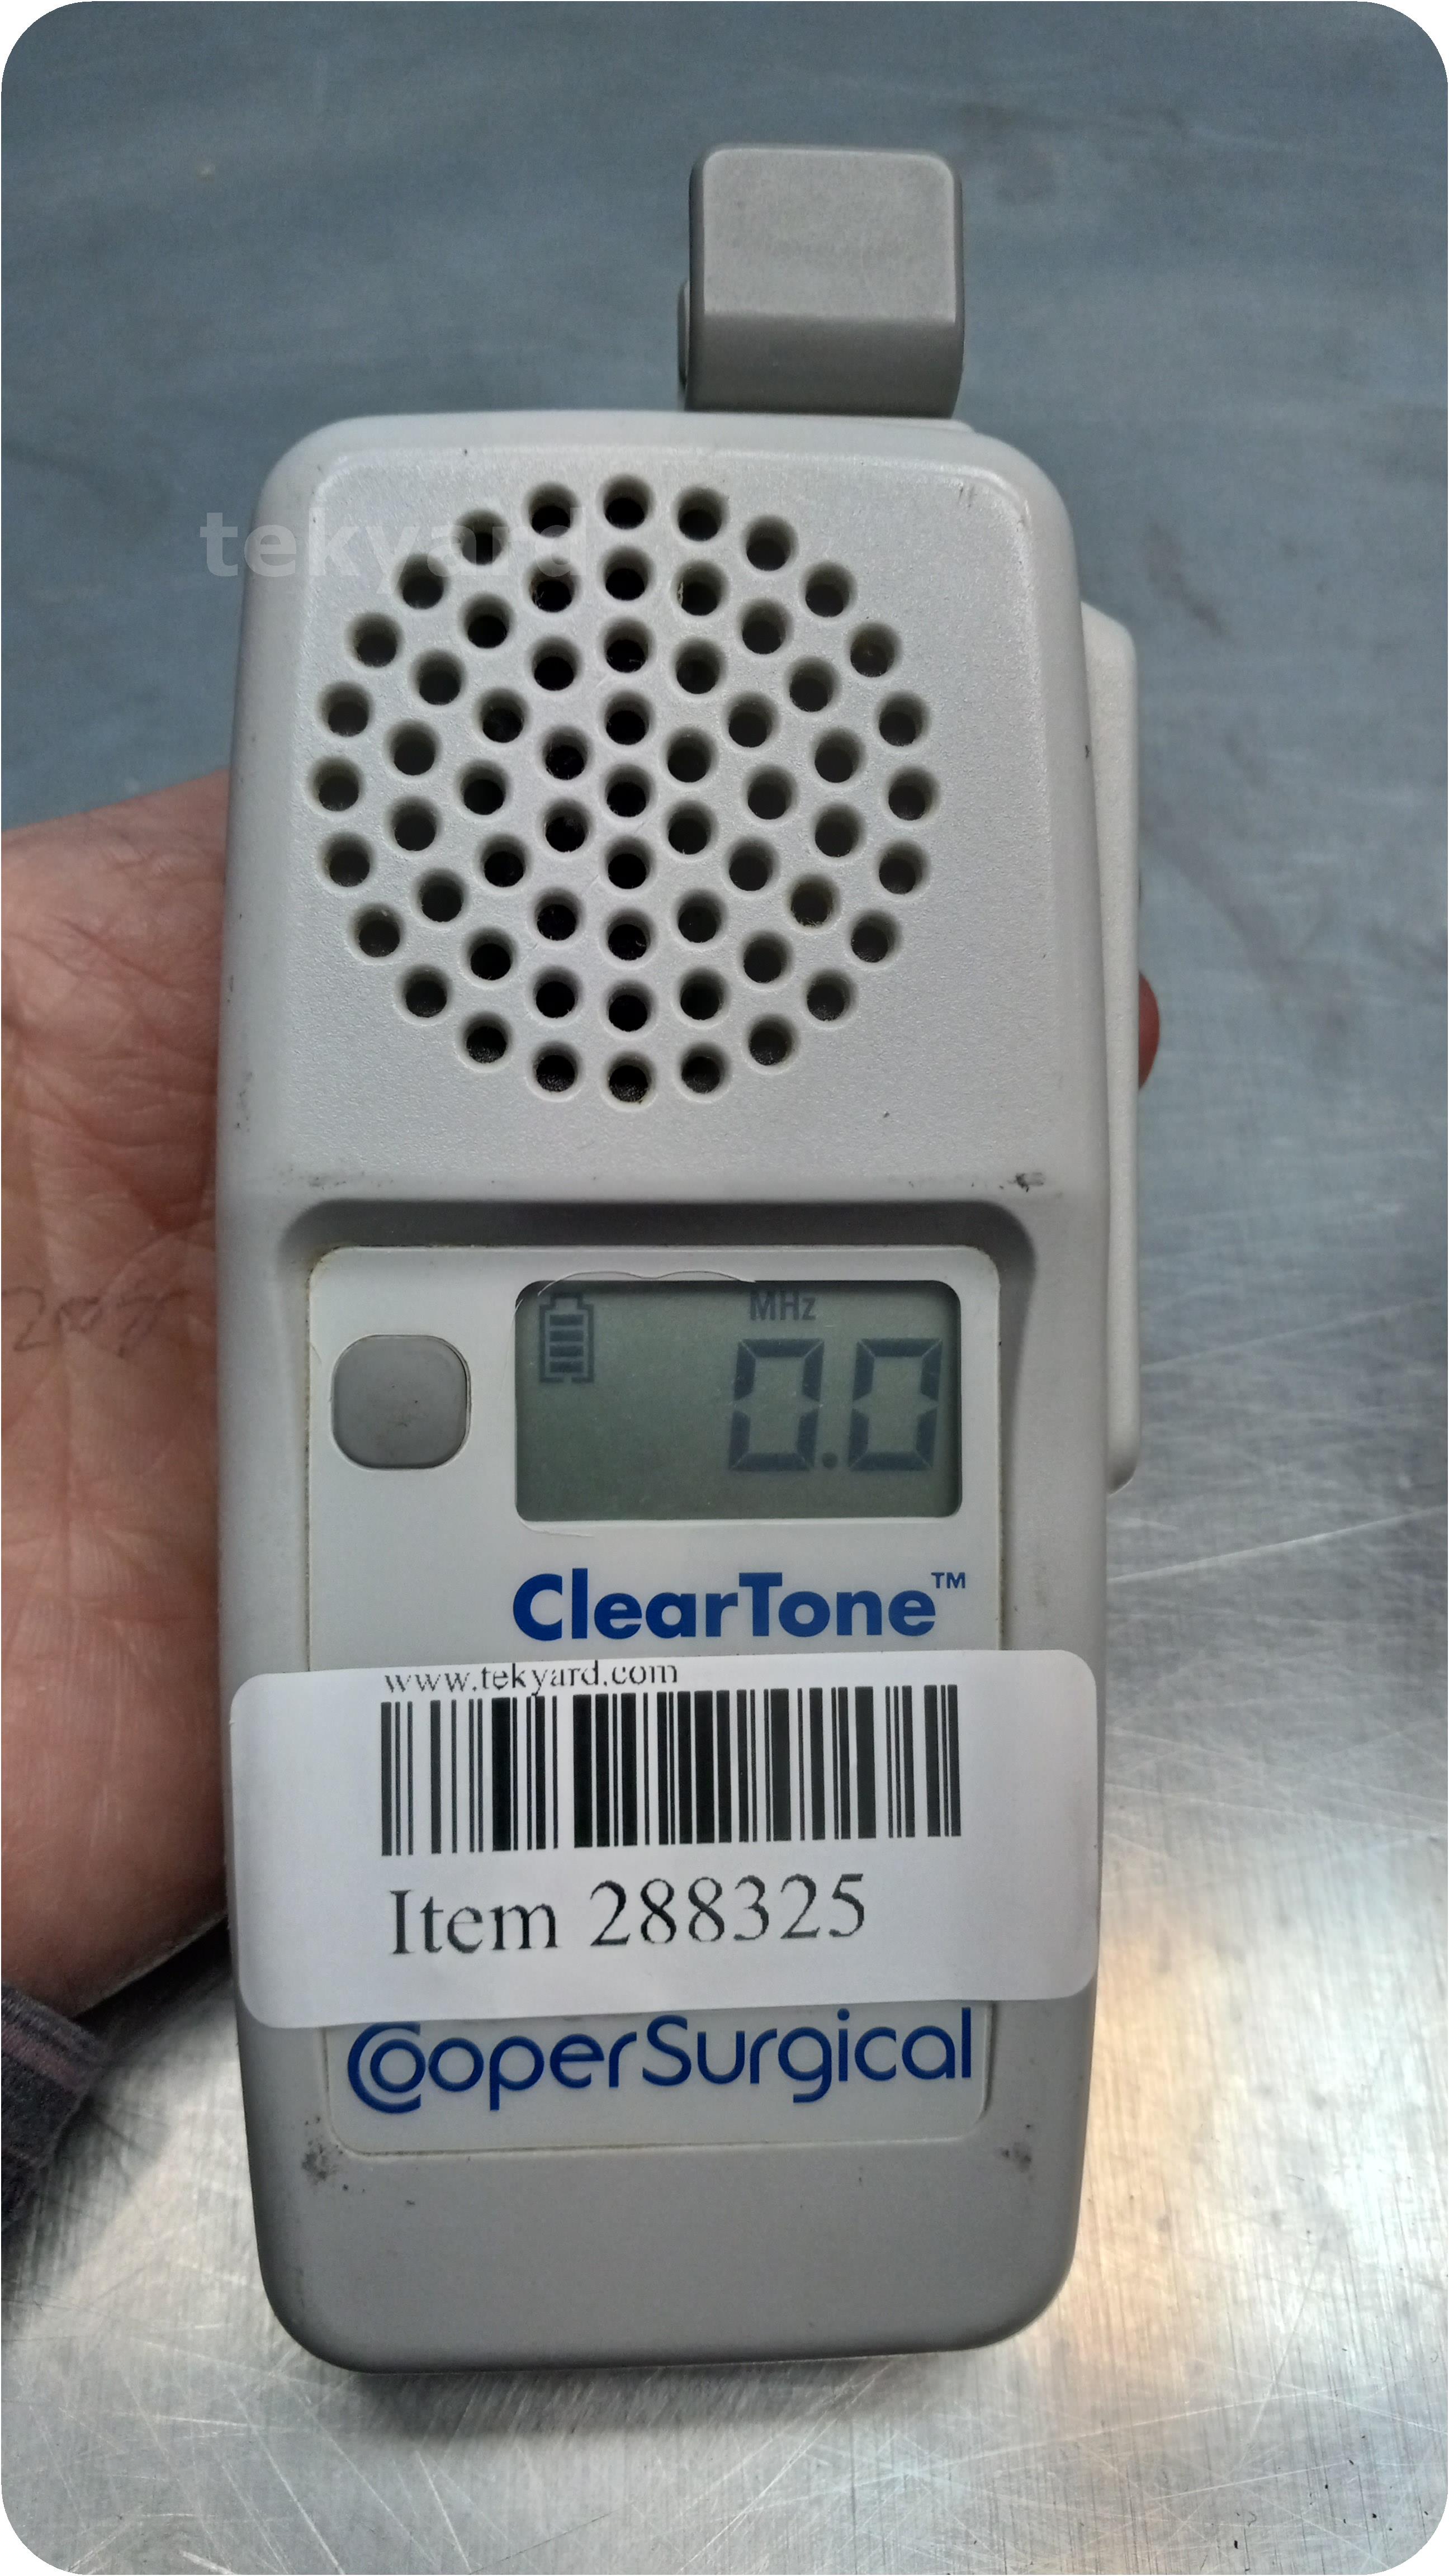 tekyard
MHz
0.0
ClearTone™
www.tekyard.com
Item 288325
CooperSurgical